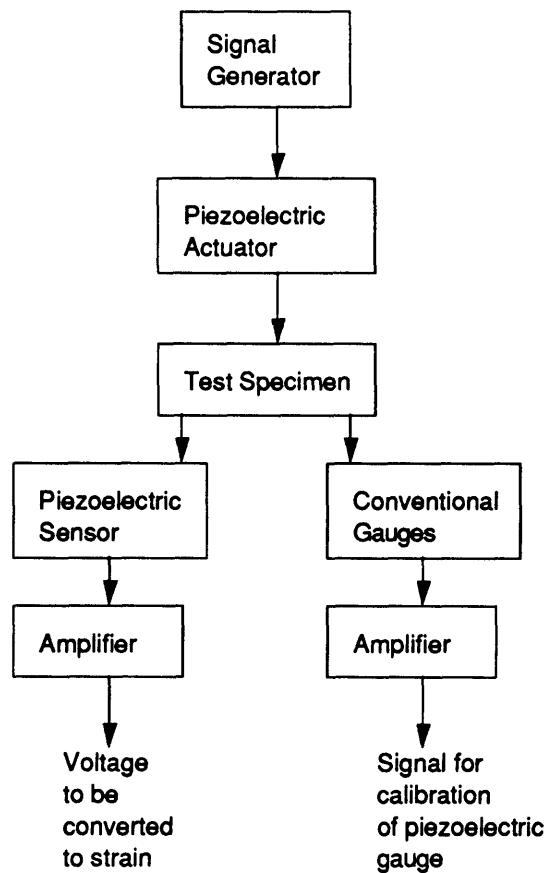 Signal
Generator
Piezoelectric
Actuator
Test Specimen
Piezoelectric
Sensor
Conventional
Gauges
Amplifier
Amplifier
Voltage
to be
converted
to strain
Signal for
calibration
of piezoelectric
gauge